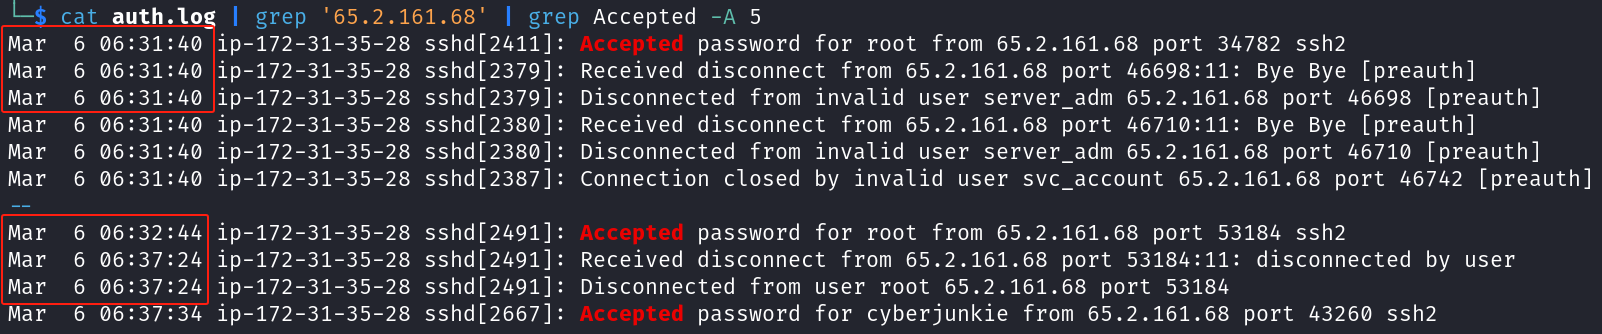 └─$ cat auth.log | grep '65.2.161.68' | grep Accepted -A 5
Mar  6 06:31:40 ip-172-31-35-28 sshd[2411]: Accepted password for root from 65.2.161.68 port 34782 ssh2
Mar  6 06:31:40 ip-172-31-35-28 sshd[2379]: Received disconnect from 65.2.161.68 port 46698:11: Bye Bye [preauth]
Mar  6 06:31:40 ip-172-31-35-28 sshd[2379]: Disconnected from invalid user server_adm 65.2.161.68 port 46698 [preauth]
Mar  6 06:31:40 ip-172-31-35-28 sshd[2380]: Received disconnect from 65.2.161.68 port 46710:11: Bye Bye [preauth]
Mar  6 06:31:40 ip-172-31-35-28 sshd[2380]: Disconnected from invalid user server_adm 65.2.161.68 port 46710 [preauth]
Mar  6 06:31:40 ip-172-31-35-28 sshd[2387]: Connection closed by invalid user svc_account 65.2.161.68 port 46742 [preauth]
--
Mar  6 06:32:44 ip-172-31-35-28 sshd[2491]: Accepted password for root from 65.2.161.68 port 53184 ssh2
Mar  6 06:37:24 ip-172-31-35-28 sshd[2491]: Received disconnect from 65.2.161.68 port 53184:11: disconnected by user
Mar  6 06:37:24 ip-172-31-35-28 sshd[2491]: Disconnected from user root 65.2.161.68 port 53184
Mar  6 06:37:34 ip-172-31-35-28 sshd[2667]: Accepted password for cyberjunkie from 65.2.161.68 port 43260 ssh2